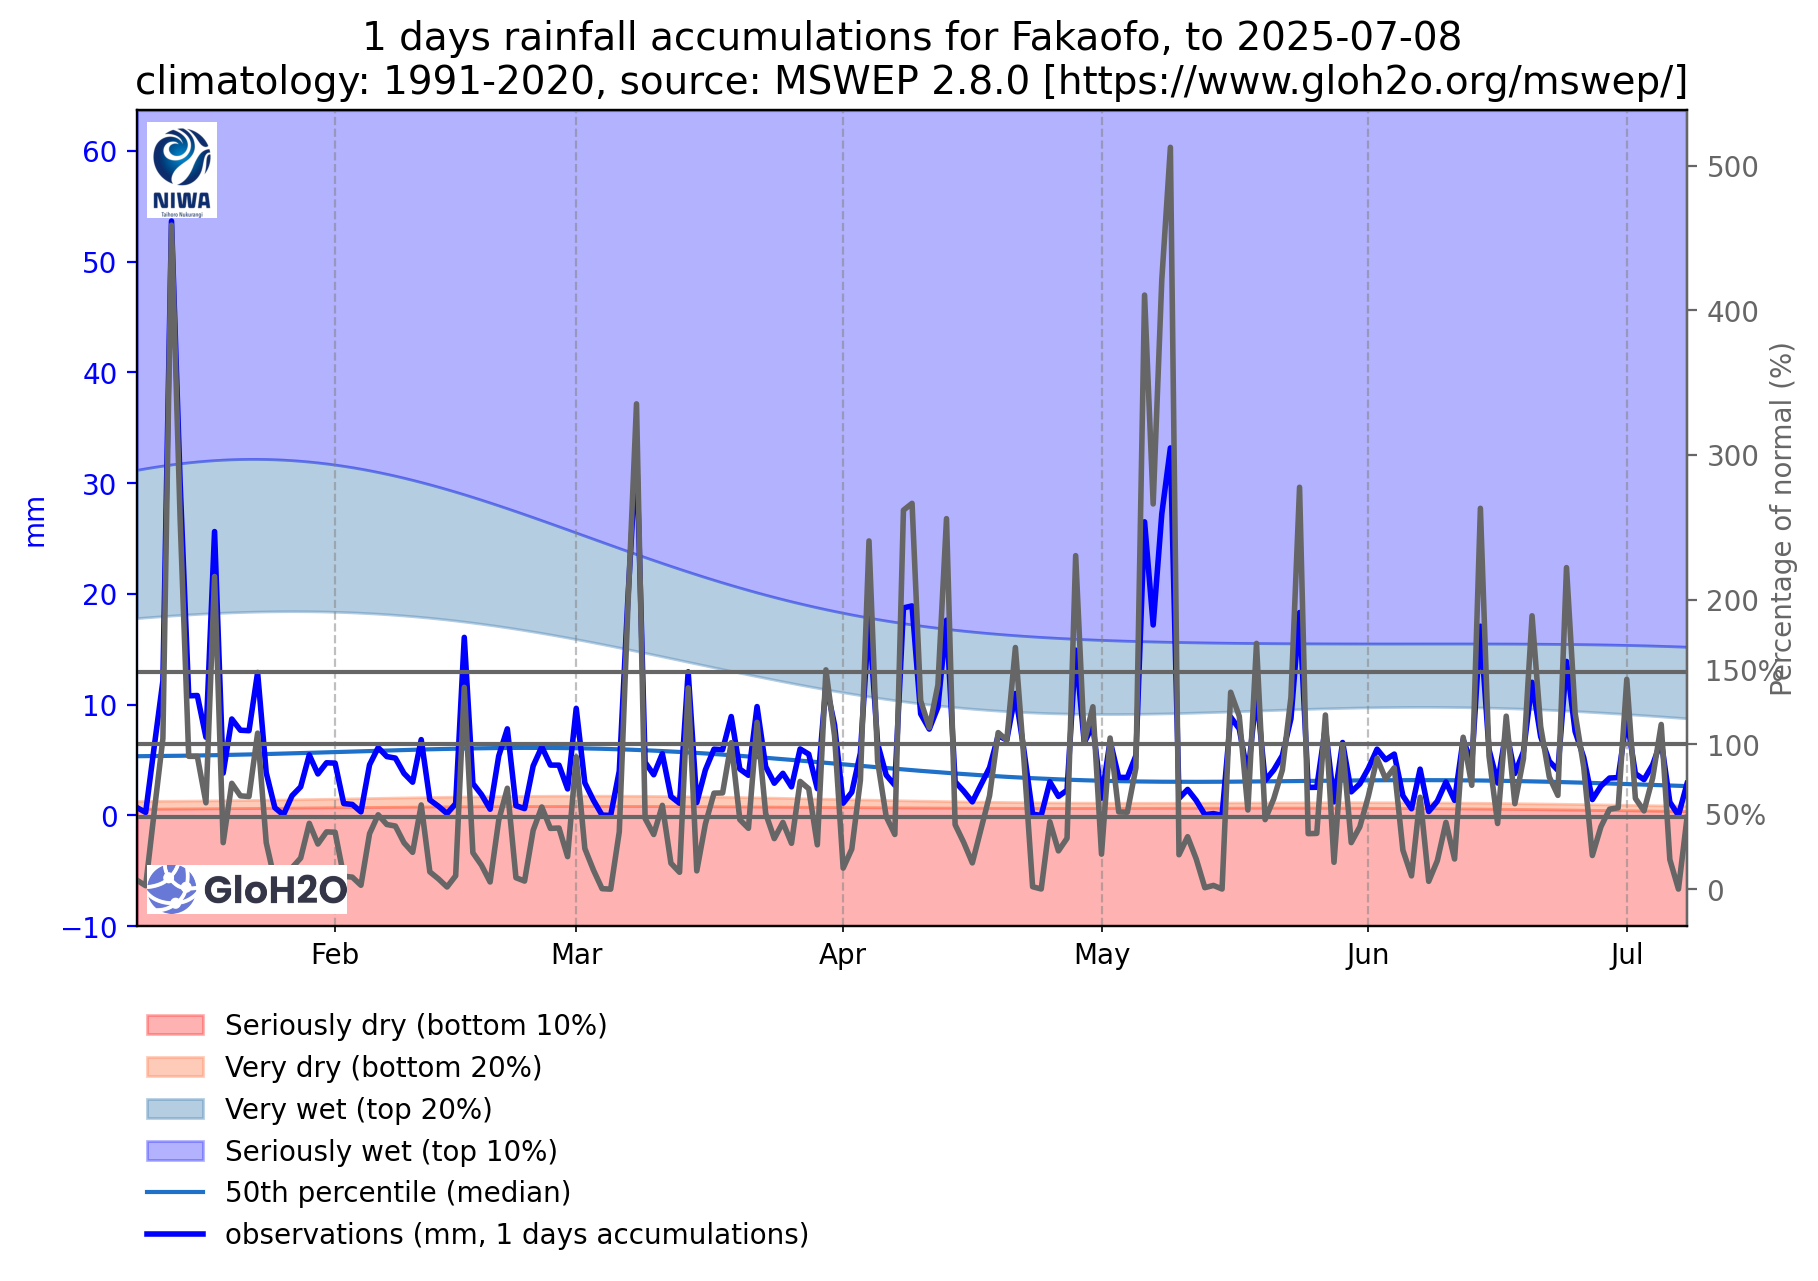 1 days rainfall accumulations for Fakaofo, to 2025-07-08
climatology: 1991-2020, source: MSWEP 2.8.0 [https://www.gloh2o.org/mswep/]
60
50
40
30
20
10
0
−10
mm
NIWA
Taihoro Nukurangi
GloH2O
500
400
300
200
150%
100
50%
0
Percentage of normal (%)
Feb
Mar
Apr
May
Jun
Jul
Seriously dry (bottom 10%)
Very dry (bottom 20%)
Very wet (top 20%)
Seriously wet (top 10%)
50th percentile (median)
observations (mm, 1 days accumulations)